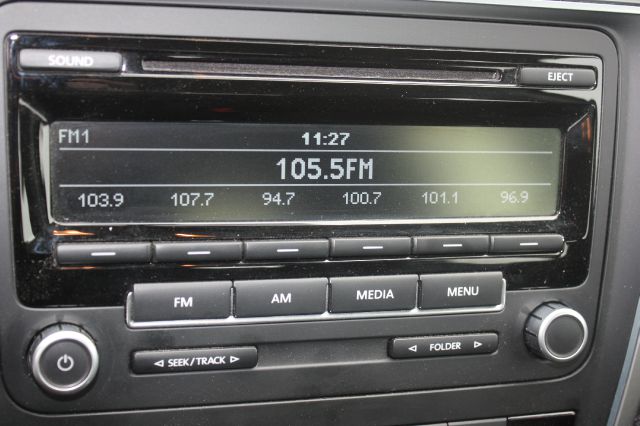 SOUND EJECT
FM1 11:27
105.5FM
103.9 107.7 94.7 100.7 101.1 96.9
FM AM MEDIA MENU
SEEK/TRACK FOLDER